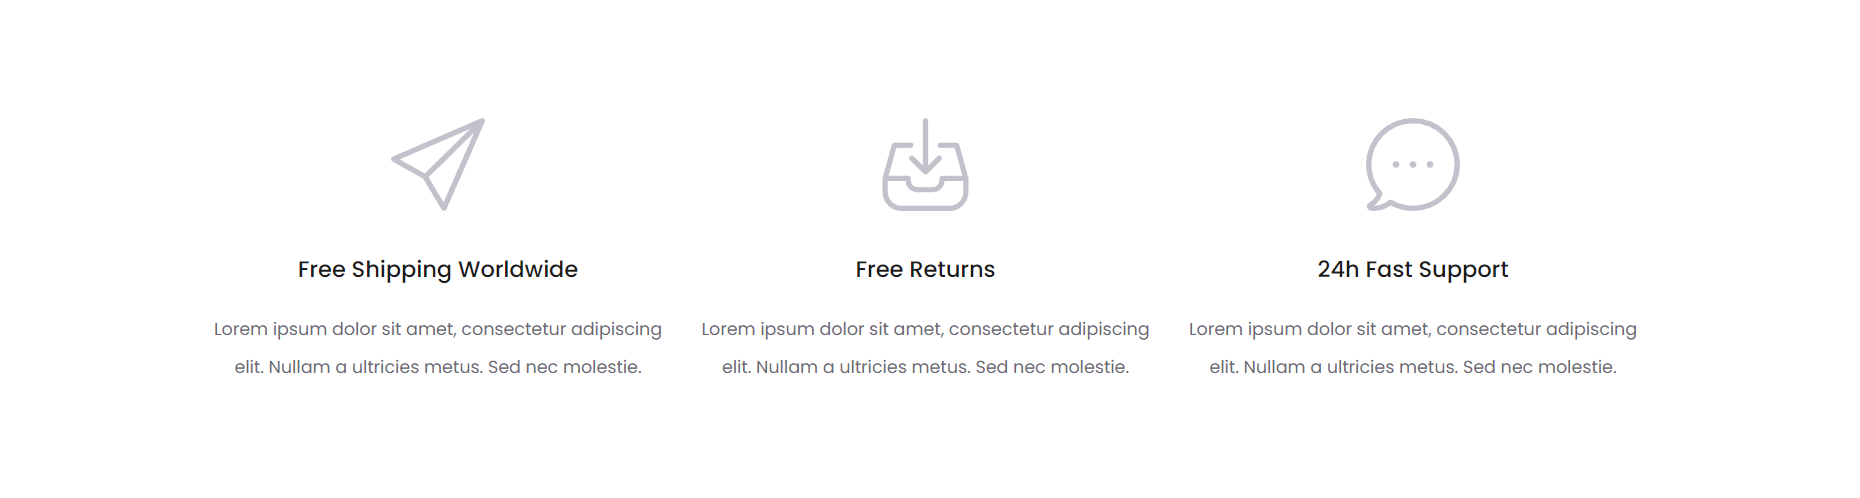 Free Shipping Worldwide
Lorem ipsum dolor sit amet, consectetur adipiscing
elit. Nullam a ultricies metus. Sed nec molestie.
Free Returns
Lorem ipsum dolor sit amet, consectetur adipiscing
elit. Nullam a ultricies metus. Sed nec molestie.
24h Fast Support
Lorem ipsum dolor sit amet, consectetur adipiscing
elit. Nullam a ultricies metus. Sed nec molestie.